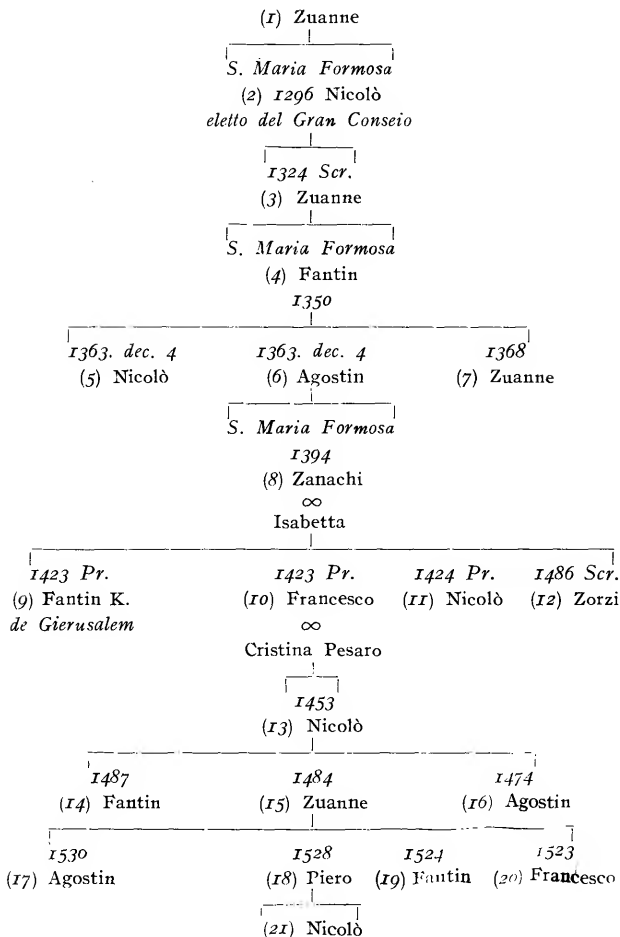 (1) Zuanne
S. Maria Formosa
(2) 1296 Nicolò
eletto del Gran Conseio
1324 Scr.
(3) Zuanne
S. Maria Formosa
(4) Fantin
1350
1363. dec. 4 1363. dec. 4 1368
(5) Nicolò (6) Agostin (7) Zuanne
S. Maria Formosa
1394
(8) Zanachi
∞
Isabetta
1423 Pr. 1423 Pr. 1424 Pr. 1486 Scr.
(9) Fantin K. (10) Francesco (11) Nicolò (12) Zorzi
de Gierusalem
∞
Cristina Pesaro
1453
(13) Nicolò
1487 1484 1474
(14) Fantin (15) Zuanne (16) Agostin
1530 1528 1524 1523
(17) Agostin (18) Piero (19) Fantin (20) Francesco
(21) Nicolò